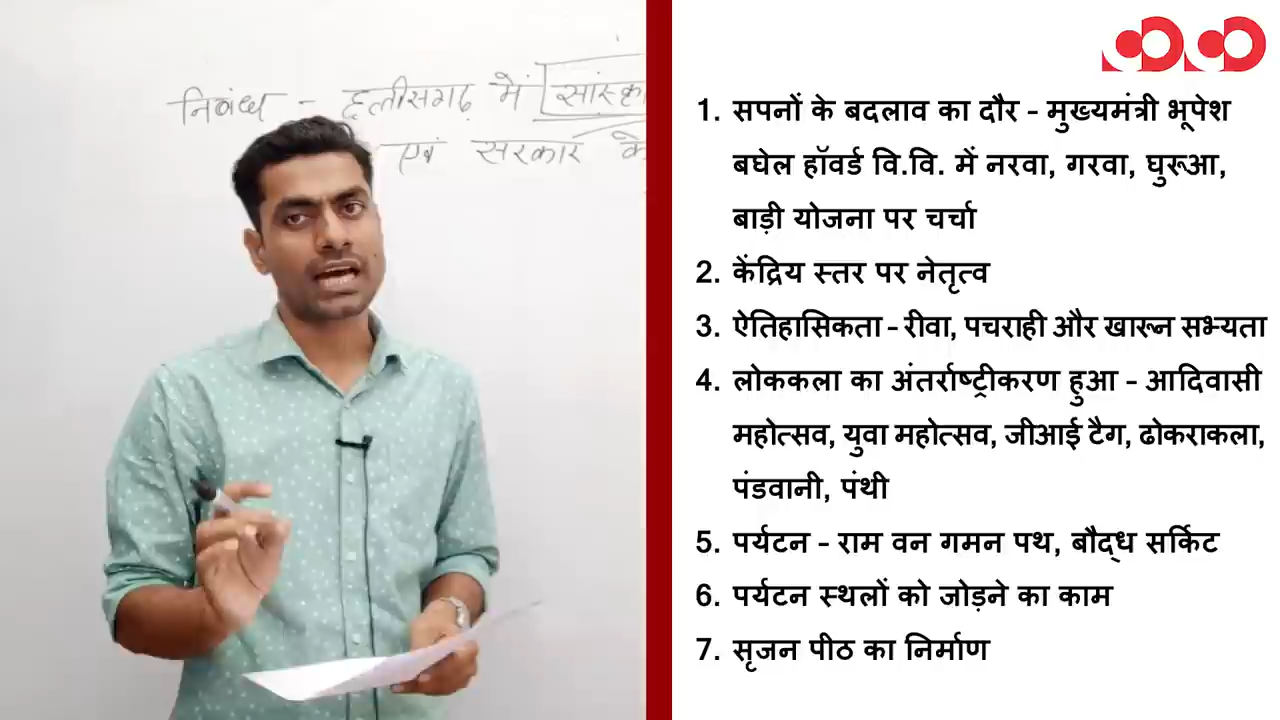 निबंध - छत्तीसगढ़ में
एवं सरकार के
1. सपनों के बदलाव का दौर - मुख्यमंत्री भूपेश
बघेल हॉवर्ड वि.वि. में नरवा, गरवा, घुरूआ,
बाड़ी योजना पर चर्चा
2. केंद्रिय स्तर पर नेतृत्व
3. ऐतिहासिकता - रीवा, पचराही और खारून सभ्यता
4. लोककला का अंतर्राष्ट्रीकरण हुआ - आदिवासी
महोत्सव, युवा महोत्सव, जीआई टैग, ढोकराकला,
पंडवानी, पंथी
5. पर्यटन - राम वन गमन पथ, बौद्ध सर्किट
6. पर्यटन स्थलों को जोड़ने का काम
7. सृजन पीठ का निर्माण